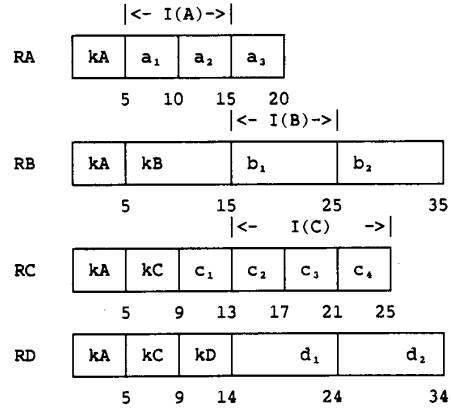 |<- I(A) ->|
RA kA a₁ a₂ a₃
5 10 15 20
|<- I(B)->|
RB kA kB b₁ b₂
5 15 25 35
|<- I(C) ->|
RC kA kC c₁ c₂ c₃ c₄
5 9 13 17 21 25
RD kA kC kD d₁ d₂
5 9 14 24 34